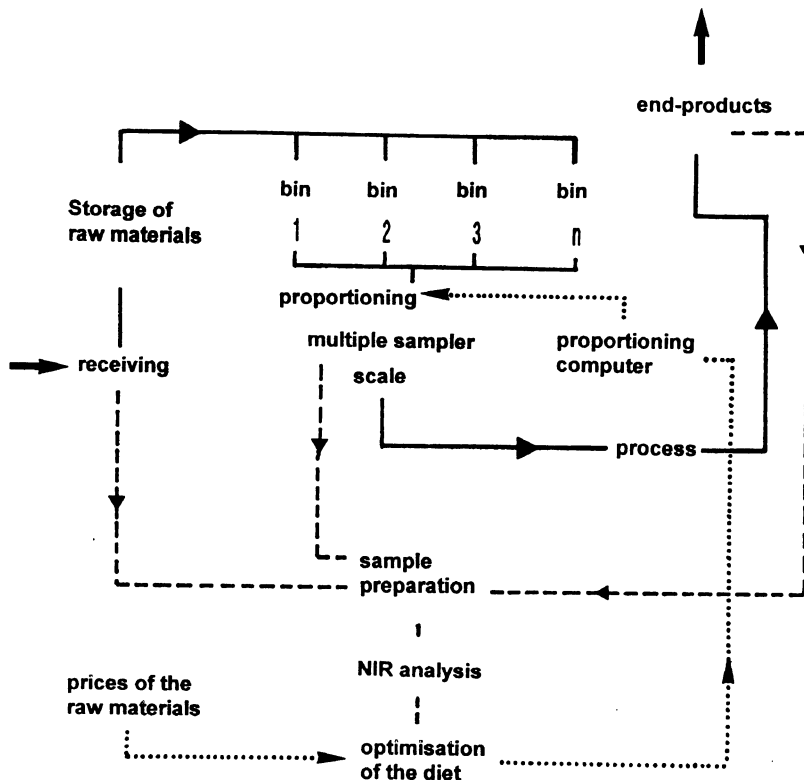 end-products
bin bin bin bin
Storage of
raw materials
1 2 3 n
proportioning
multiple sampler
proportioning
computer
receiving
scale
process
sample
preparation
NIR analysis
prices of the
raw materials
optimisation
of the diet